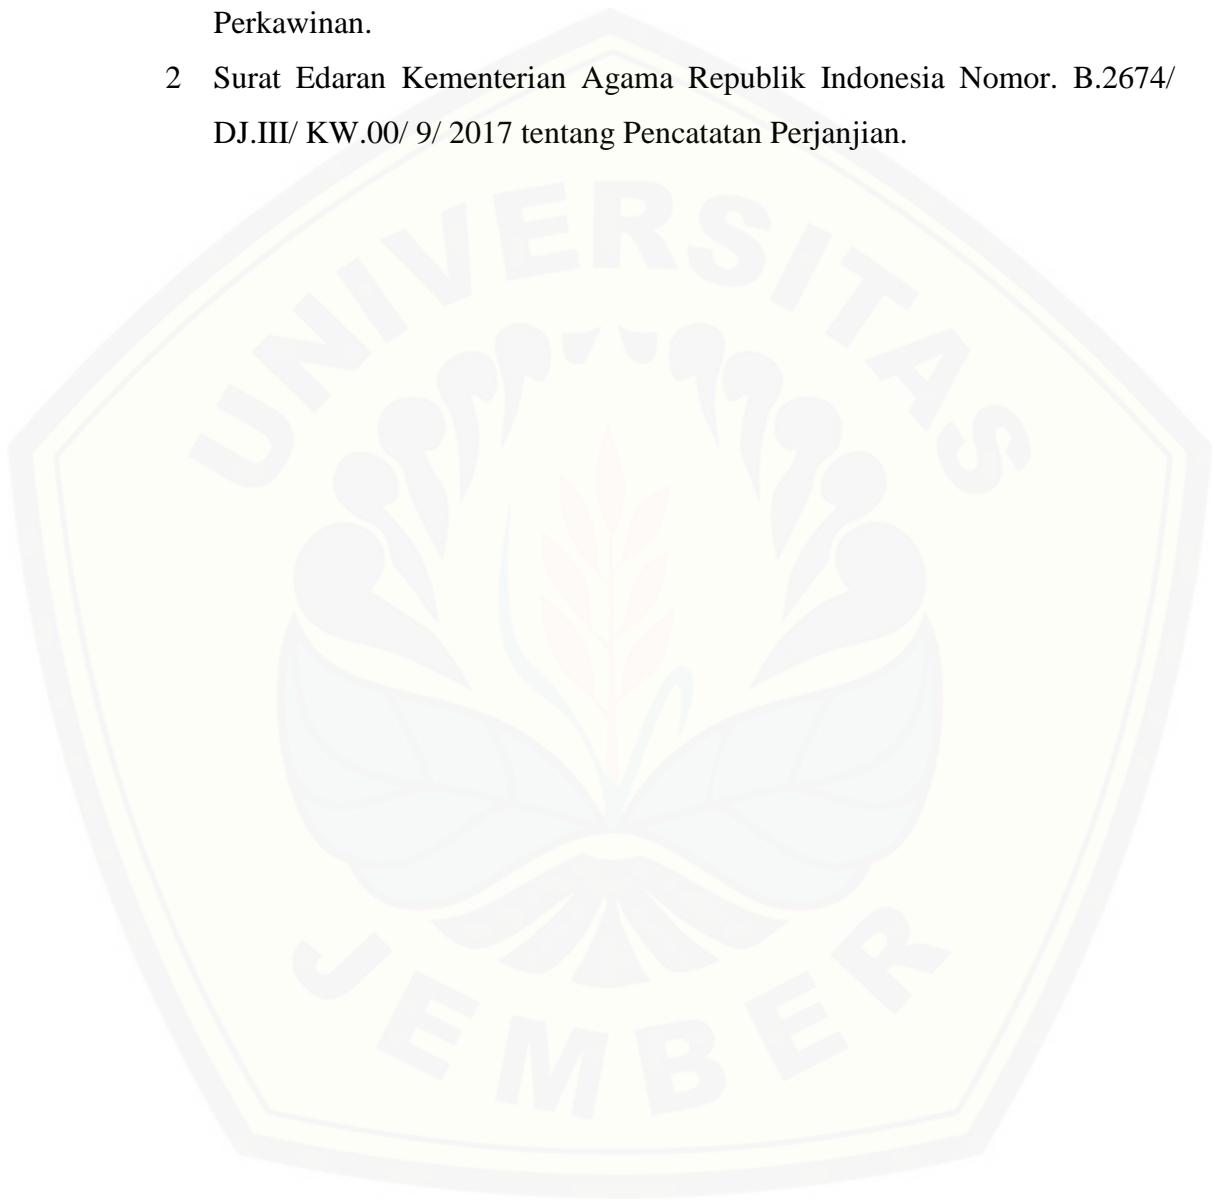 Perkawinan.
2 Surat Edaran Kementerian Agama Republik Indonesia Nomor. B.2674/
DJ.III/ KW.00/ 9/ 2017 tentang Pencatatan Perjanjian.
UNIVERSITAS
JEMBER